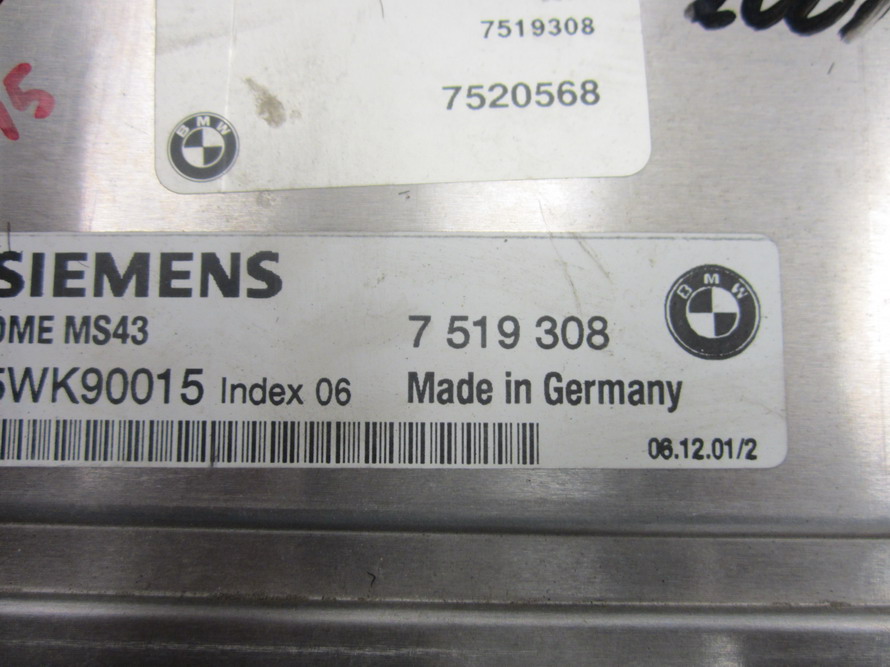 7519308
7520568
BMW
15
SIEMENS
BMW
DME MS43
7 519 308
5WK90015 Index 06
Made in Germany
06.12.01/2